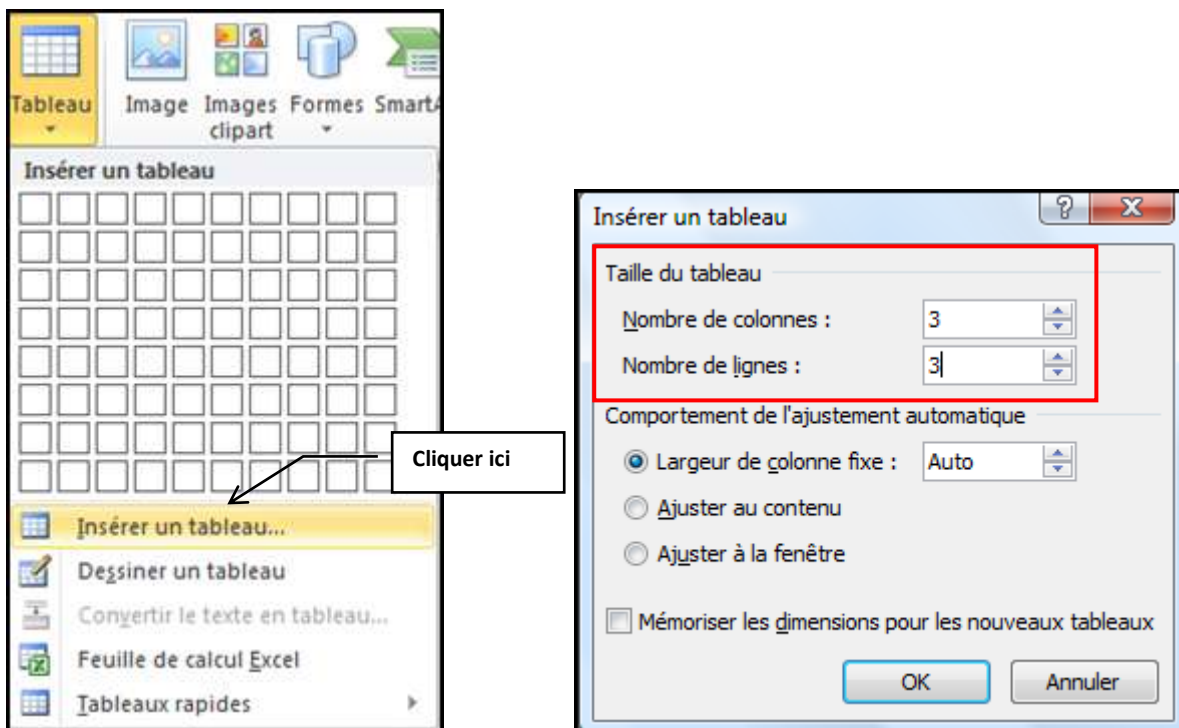 Tableau
Image
Images
clipart
Formes
Insérer un tableau
Cliquer ici
Insérer un tableau...
Dessiner un tableau
Convertir le texte en tableau...
Feuille de calcul Excel
Tableaux rapides
Insérer un tableau
Taille du tableau
Nombre de colonnes : 3
Nombre de lignes : 3
Comportement de l'ajustement automatique
Largeur de colonne fixe : Auto
Ajuster au contenu
Ajuster à la fenêtre
Mémoriser les dimensions pour les nouveaux tableaux
OK Annuler